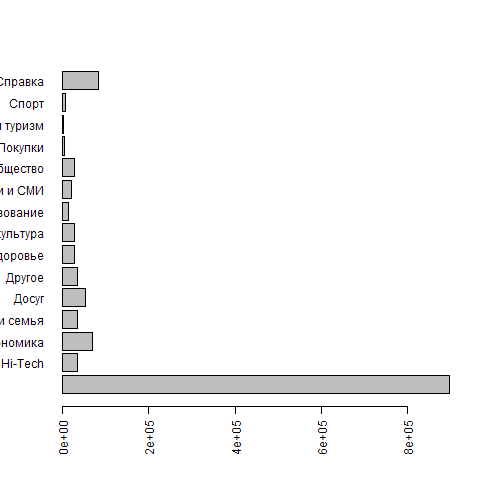 Справка
Спорт
туризм
Покупки
бщество
и СМИ
зование
культура
доровье
Другое
Досуг
и семья
номика
Hi-Tech
0e+00
2e+05
4e+05
6e+05
8e+05